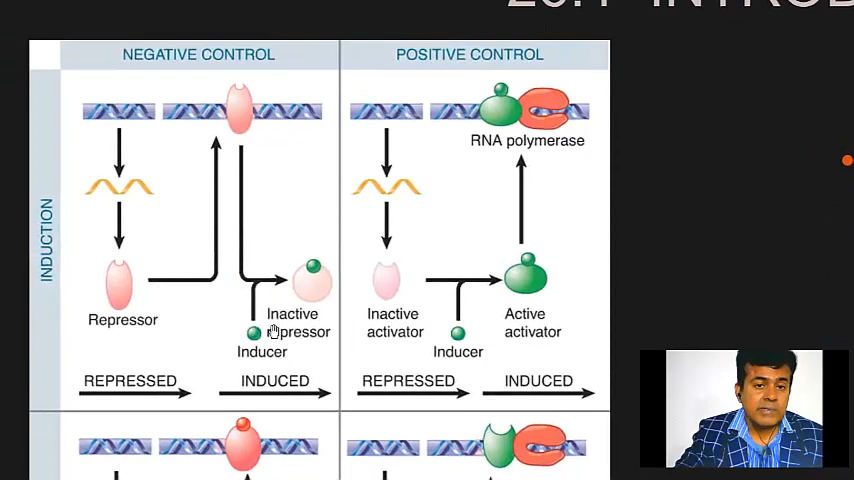 NEGATIVE CONTROL
POSITIVE CONTROL
RNA polymerase
INDUCTION
Repressor
Inactive
repressor
Inducer
Inactive
activator
Inducer
Active
activator
REPRESSED
INDUCED
REPRESSED
INDUCED